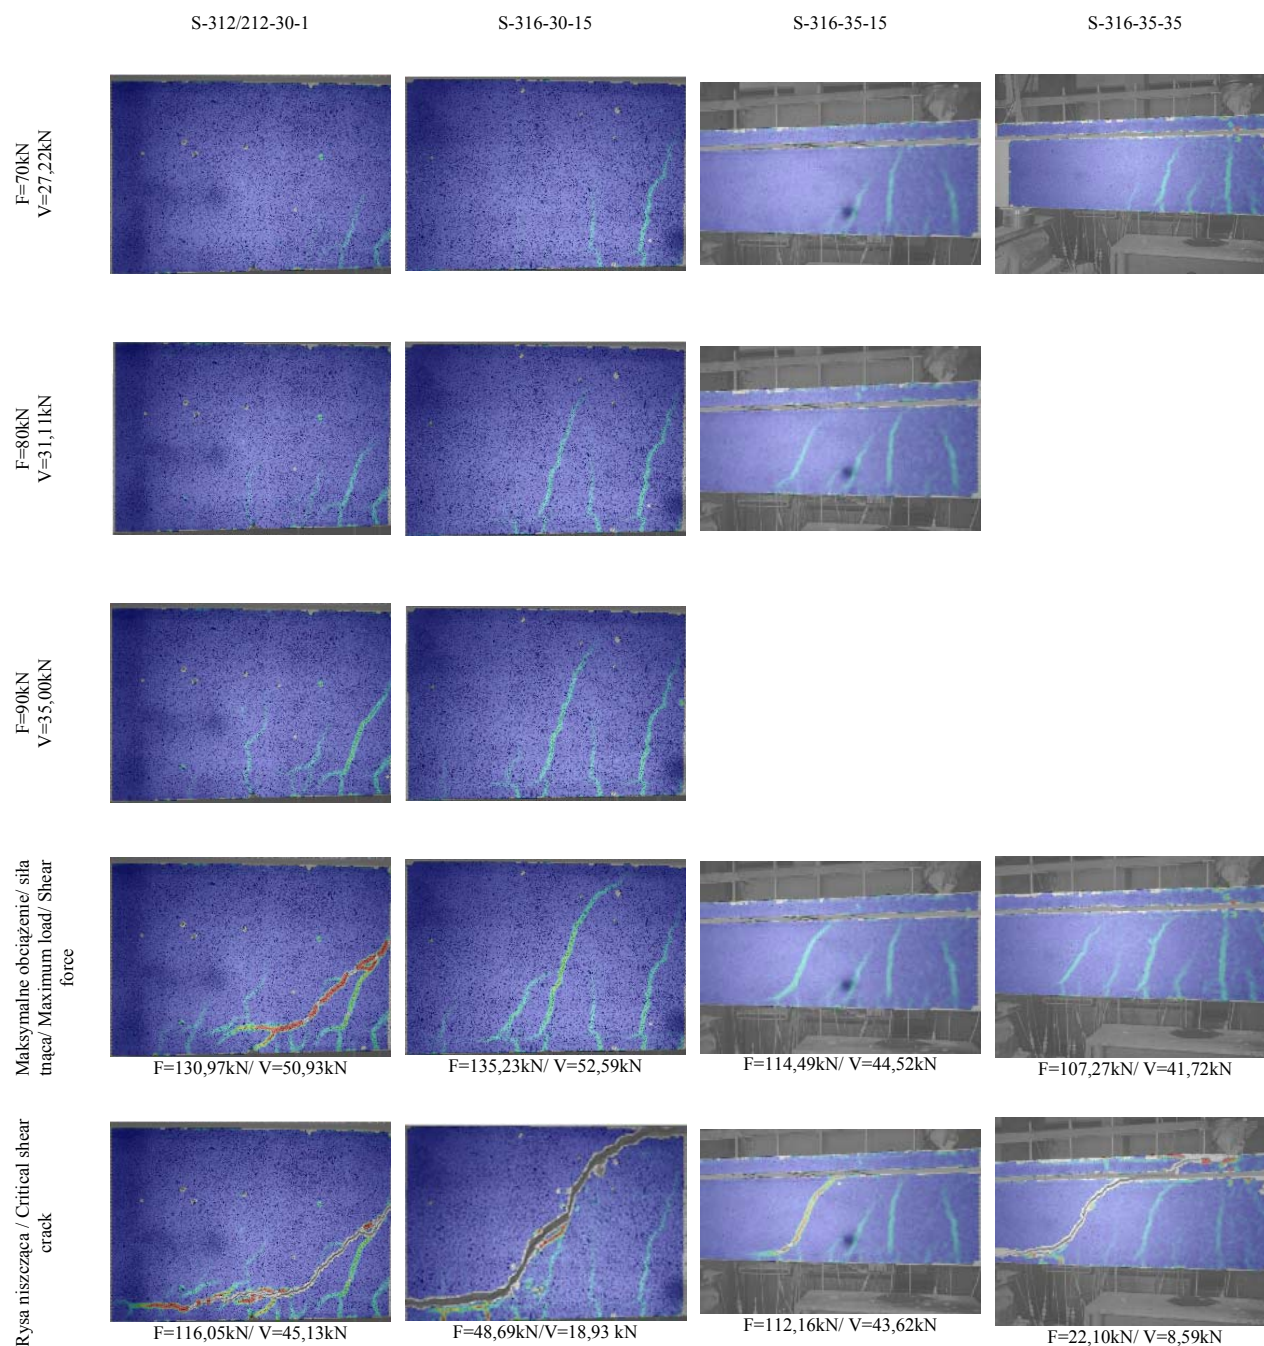 S-312/212-30-1
S-316-30-15
S-316-35-15
S-316-35-35
F=70kN
V=27,22kN
F=80kN
V=31,11kN
F=90kN
V=35,00kN
Maksymalne obciążenie/ siła
tnąca/ Maximum load/ Shear
force
F=130,97kN/ V=50,93kN
F=135,23kN/ V=52,59kN
F=114,49kN/ V=44,52kN
F=107,27kN/ V=41,72kN
Rysa niszcząca / Critical shear
crack
F=116,05kN/ V=45,13kN
F=48,69kN/V=18,93 kN
F=112,16kN/ V=43,62kN
F=22,10kN/ V=8,59kN